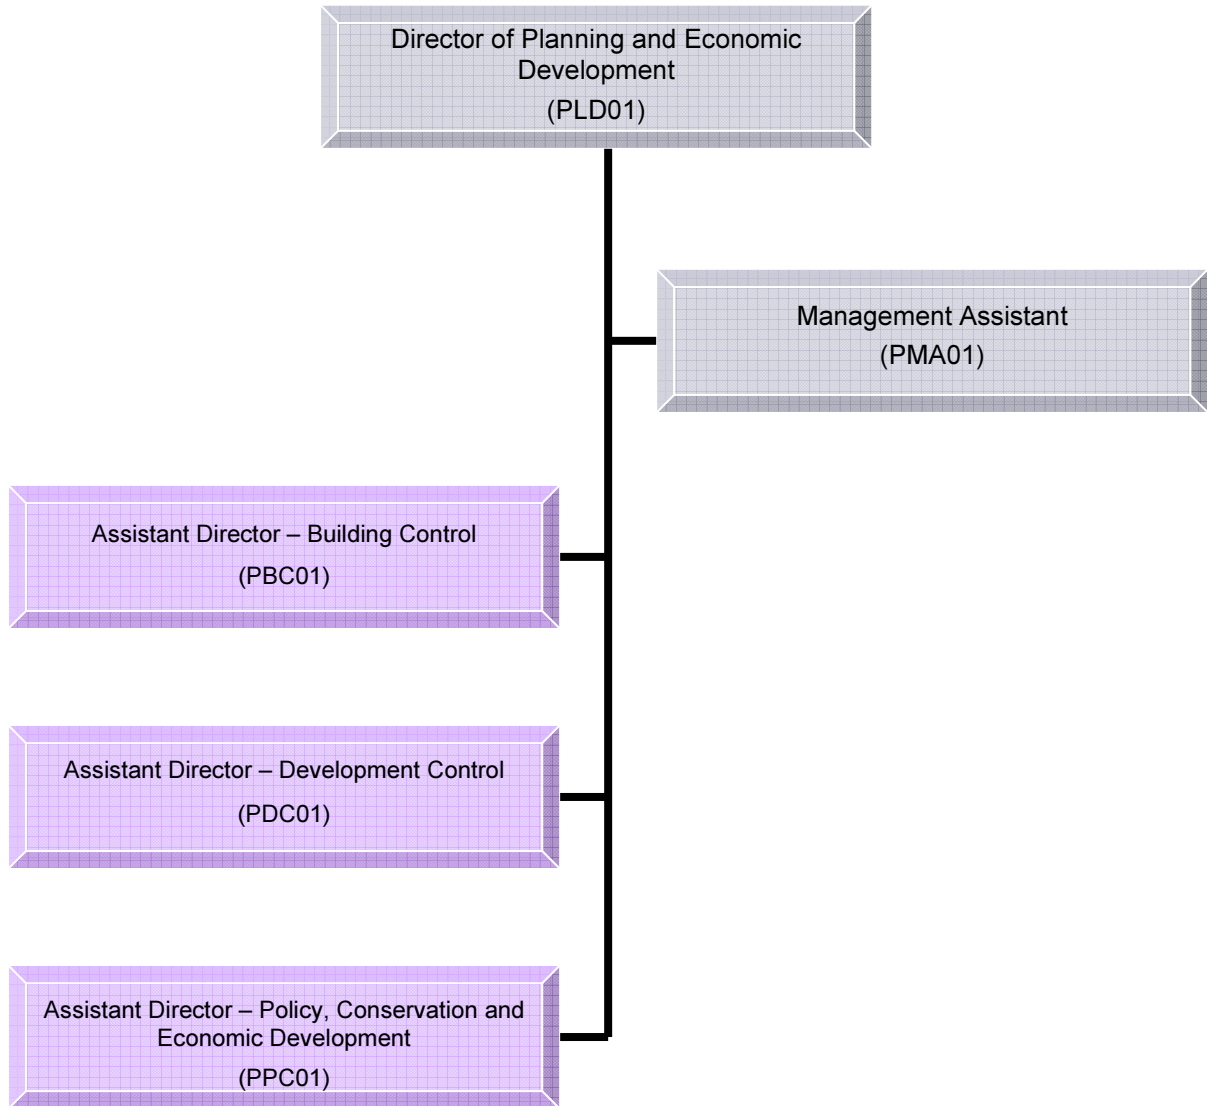 Director of Planning and Economic
Development
(PLD01)
Management Assistant
(PMA01)
Assistant Director – Building Control
(PBC01)
Assistant Director – Development Control
(PDC01)
Assistant Director – Policy, Conservation and
Economic Development
(PPC01)